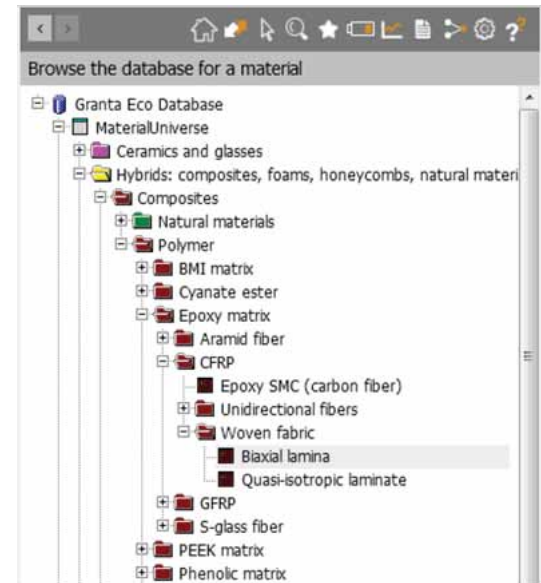 Browse the database for a material
Granta Eco Database
MaterialUniverse
Ceramics and glasses
Hybrids: composites, foams, honeycombs, natural materi
Composites
Natural materials
Polymer
BMI matrix
Cyanate ester
Epoxy matrix
Aramid fiber
CFRP
Epoxy SMC (carbon fiber)
Unidirectional fibers
Woven fabric
Biaxial lamina
Quasi-isotropic laminate
GFRP
S-glass fiber
PEEK matrix
Phenolic matrix